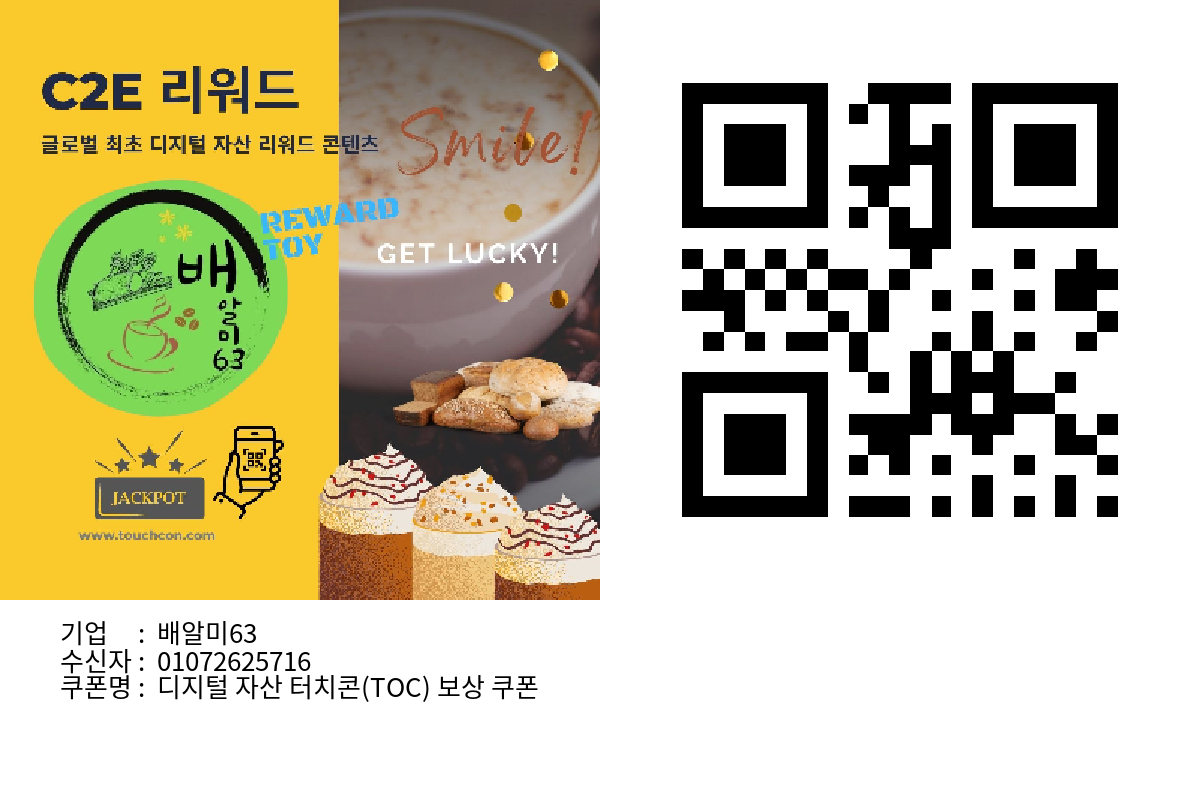 C2E 리워드
글로벌 최초 디지털 자산 리워드 콘텐츠
Smile!
REWARD
TOY
GET LUCKY!
배
알
미
63
JACKPOT
www.touchcon.com
기업 : 배알미63
수신자 : 01072625716
쿠폰명 : 디지털 자산 터치콘(TOC) 보상 쿠폰